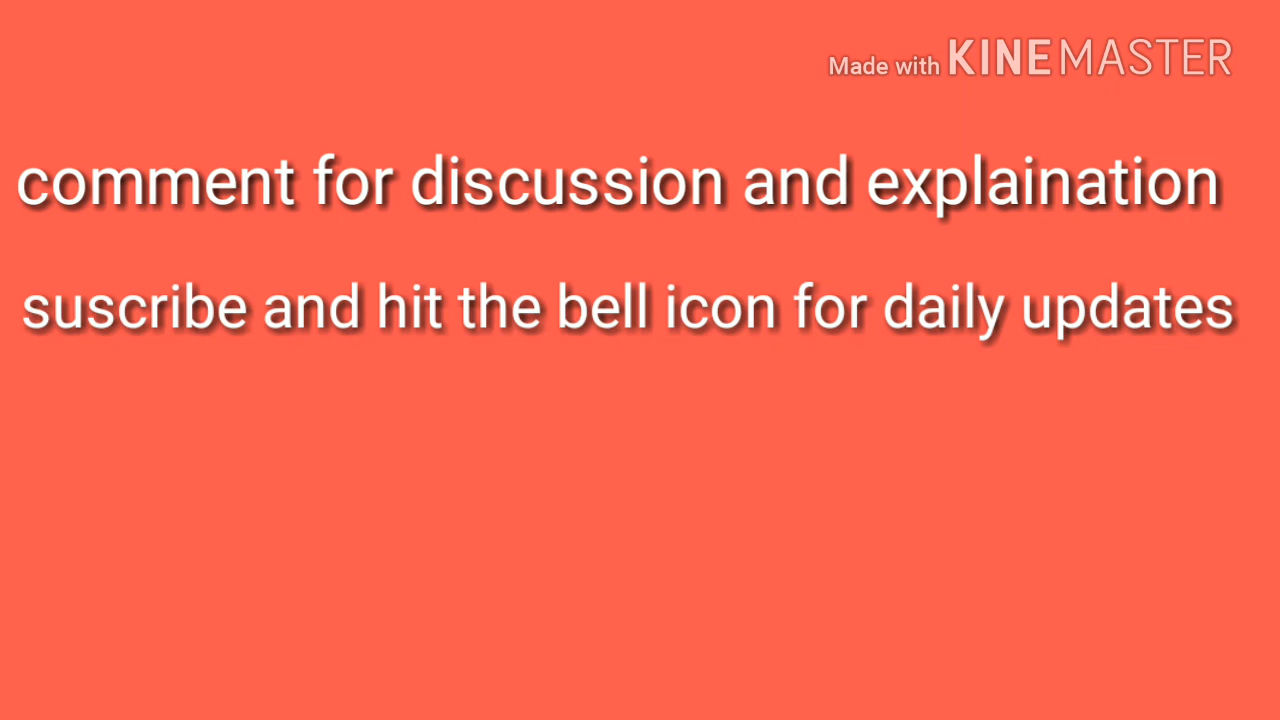 Made with KINEMASTER
comment for discussion and explaination
suscribe and hit the bell icon for daily updates